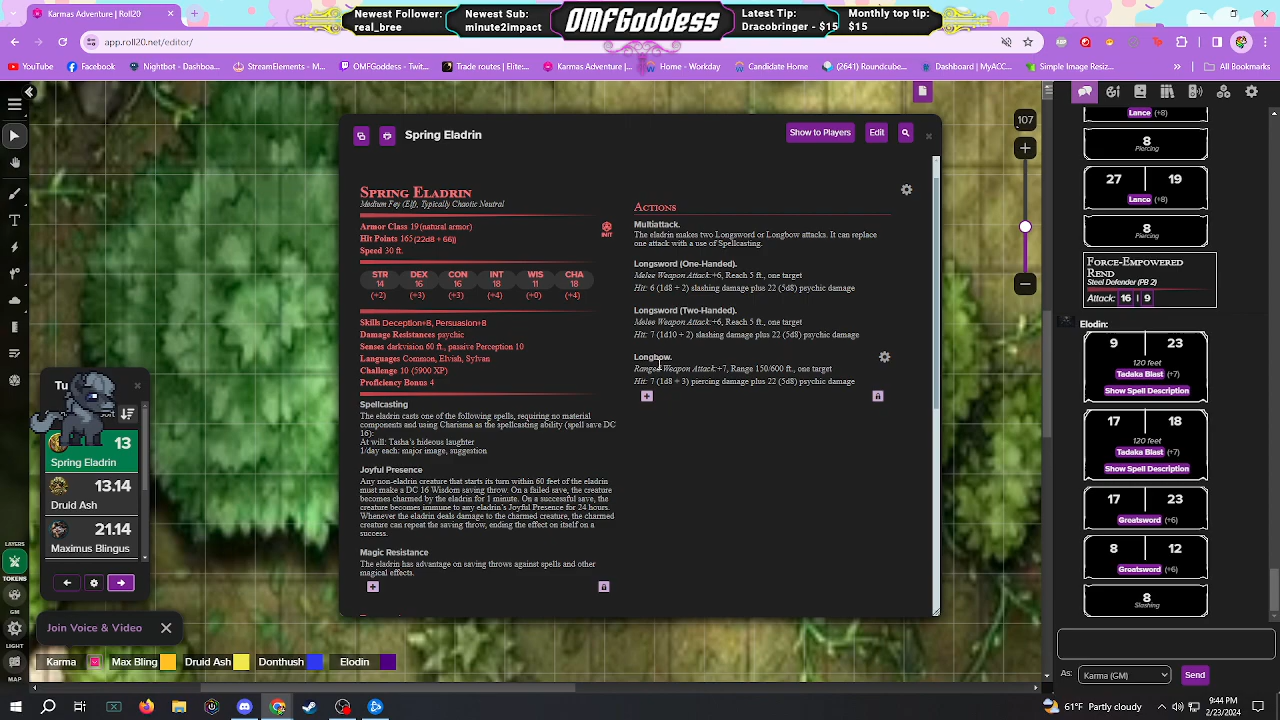 Karma Adventures | Roll20
Newest Follower:
real_bree
Newest Sub:
minute2impact
OMFGoddess
Latest Tip:
Dracobringer - $15
Monthly top tip:
$15
app.roll20.net/editor/
YouTube
Facebook
Nightbot - Dashbo...
StreamElements - M...
OMFGoddess - Twitc...
Roll20
Karmas Adventures...
Home - Workday
Candidate Home
(2641) Roundcube...
Dashboard | MyACC...
Simple Image Resiz...
»
All Bookmarks
Spring Eladrin
Show to Players
Edit
107
Spring Eladrin
Medium Fey (Elf), Typically Chaotic Neutral
Armor Class 19 (natural armor)
Hit Points 165 (22d8 + 66))
Speed 30 ft.
INIT
STR
DEX
CON
INT
WIS
CHA
14
16
16
18
11
18
(+2)
(+3)
(+3)
(+4)
(+0)
(+4)
Skills Deception+8, Persuasion+8
Damage Resistances psychic
Senses darkvision 60 ft., passive Perception 10
Languages Common, Elvish, Sylvan
Challenge 10 (5900 XP)
Proficiency Bonus 4
Spellcasting
The eladrin casts one of the following spells, requiring no material
components and using Charisma as the spellcasting ability (spell save DC
16):
At will: Tasha's hideous laughter
1/day each: major image, suggestion
Joyful Presence
Any non-eladrin creature that starts its turn within 60 feet of the eladrin
must make a DC 16 Wisdom saving throw. On a failed save, the creature
becomes charmed by the eladrin for 1 minute. On a successful save, the
creature becomes immune to any eladrin's Joyful Presence for 24 hours.
Whenever the eladrin deals damage to the charmed creature, the charmed
creature can repeat the saving throw, ending the effect on itself on a
success.
Magic Resistance
The eladrin has advantage on saving throws against spells and other
magical effects.
Actions
Multiattack.
The eladrin makes two Longsword or Longbow attacks. It can replace
one attack with a use of Spellcasting.
Longsword (One-Handed).
Melee Weapon Attack:+6, Reach 5 ft., one target
Hit: 6 (1d8 + 2) slashing damage plus 22 (5d8) psychic damage
Longsword (Two-Handed).
Melee Weapon Attack:+6, Reach 5 ft., one target
Hit: 7 (1d10 + 2) slashing damage plus 22 (5d8) psychic damage
Longbow.
Ranged Weapon Attack:+7, Range 150/600 ft., one target
Hit: 7 (1d8 + 3) piercing damage plus 22 (5d8) psychic damage
Tu
13
Spring Eladrin
13.14
Druid Ash
21.14
Maximus Blingus
LAYERS
TOKENS
GM
LIGHT
MAP
Join Voice & Video
Karma
Max Bling
Druid Ash
Donthush
Elodin
Lance (+8)
8
Piercing
27 | 19
Lance (+8)
8
Piercing
Force-Empowered
Rend
Steel Defender (PB 2)
Attack: 16 | 9
Elodin:
9 | 23
120 feet
Tadaka Blast (+7)
Show Spell Description
17 | 18
120 feet
Tadaka Blast (+7)
Show Spell Description
17 | 23
Greatsword (+6)
8 | 12
Greatsword (+6)
8
Slashing
As:
Karma (GM)
Send
9:44 PM
2/23/2024
60°F Partly cloudy